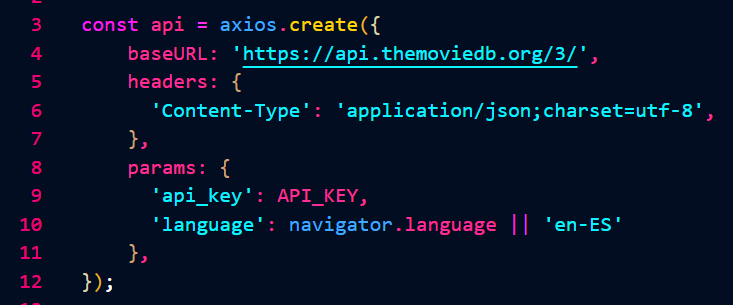 3 const api = axios.create({
4 baseURL: 'https://api.themoviedb.org/3/',
5 headers: {
6 'Content-Type': 'application/json;charset=utf-8',
7 },
8 params: {
9 'api_key': API_KEY,
10 'language': navigator.language || 'en-ES'
11 },
12 });